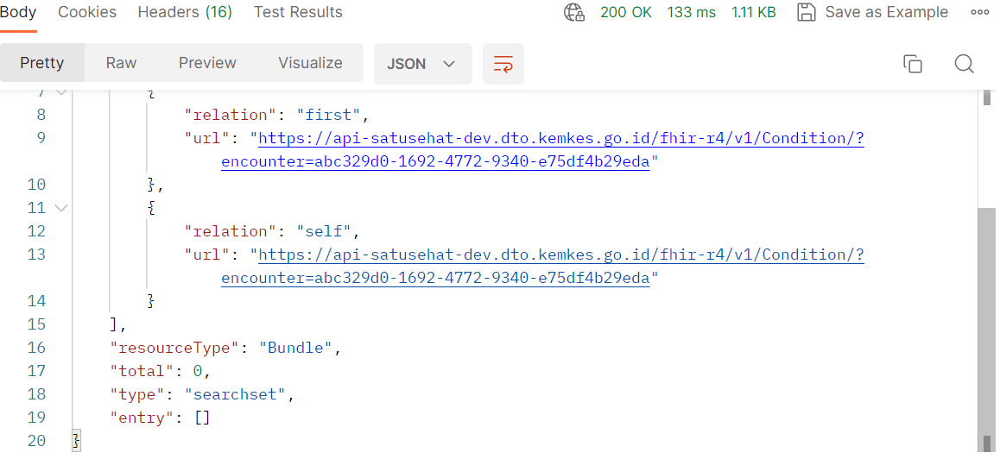 Body Cookies Headers (16) Test Results 200 OK 133 ms 1.11 KB Save as Example
Pretty Raw Preview Visualize JSON
7 {
8 "relation": "first",
9 "url": "https://api-satusehat-dev.dto.kemkes.go.id/fhir-r4/v1/Condition/?
encounter=abc329d0-1692-4772-9340-e75df4b29eda"
10 },
11 {
12 "relation": "self",
13 "url": "https://api-satusehat-dev.dto.kemkes.go.id/fhir-r4/v1/Condition/?
encounter=abc329d0-1692-4772-9340-e75df4b29eda"
14 }
15 ],
16 "resourceType": "Bundle",
17 "total": 0,
18 "type": "searchset",
19 "entry": []
20 }